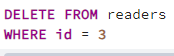 DELETE FROM readers
WHERE id = 3